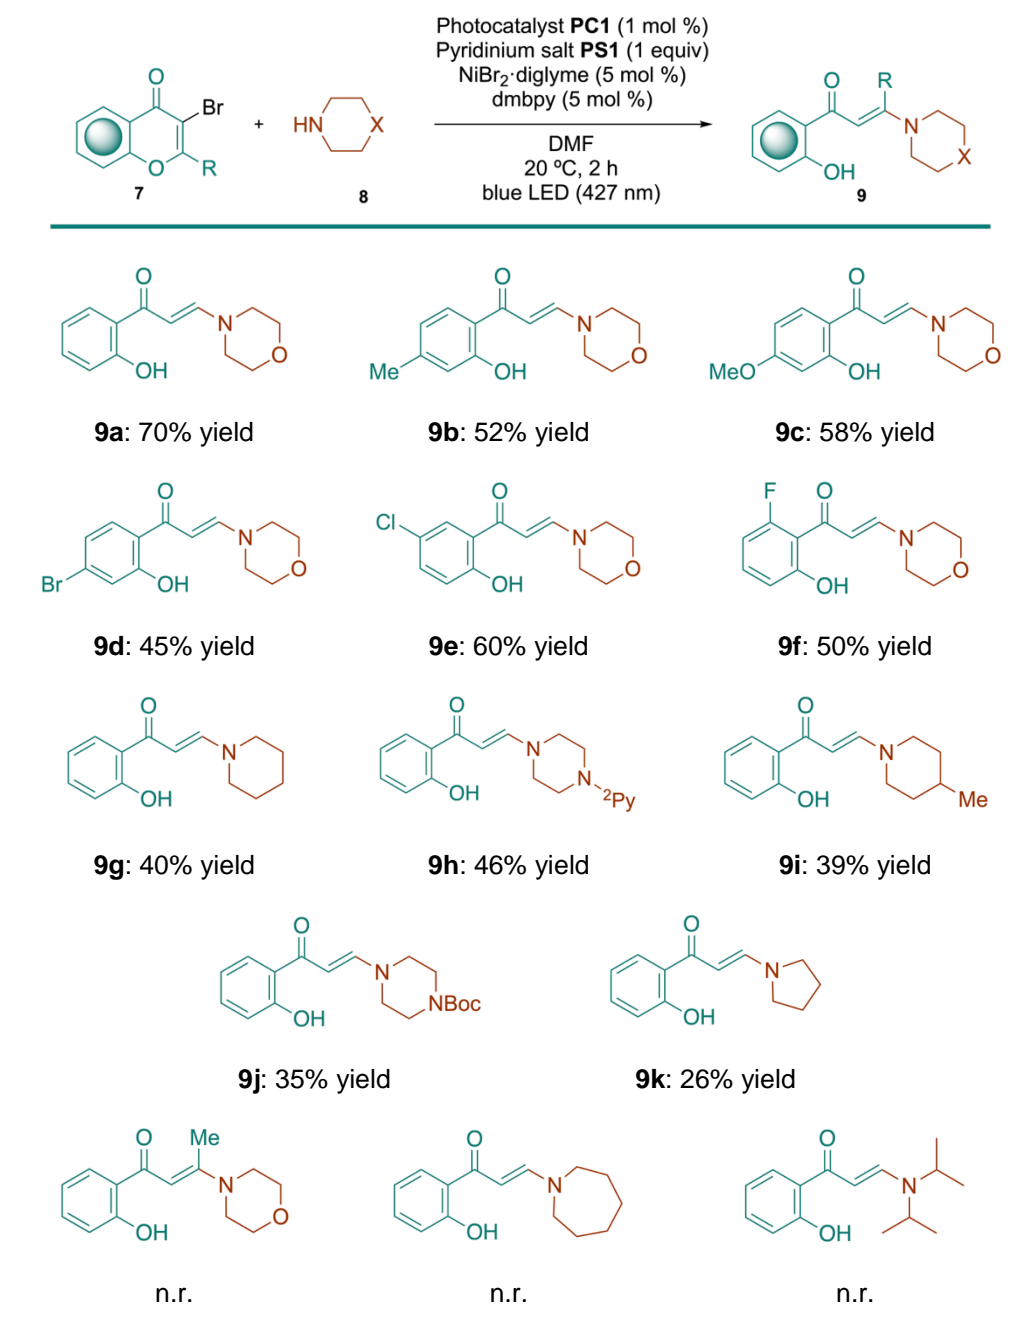 Photocatalyst PC1 (1 mol %)
Pyridinium salt PS1 (1 equiv)
NiBr2·diglyme (5 mol %)
dmbpy (5 mol %)
DMF
20 ºC, 2 h
blue LED (427 nm)
O
Br
O
R
7
+
HN
X
8
O
R
N
X
OH
9
O
N
O
OH
9a: 70% yield
O
N
O
Me
OH
9b: 52% yield
O
N
O
MeO
OH
9c: 58% yield
O
N
O
Br
OH
9d: 45% yield
O
Cl
N
O
OH
9e: 60% yield
F
O
N
O
OH
9f: 50% yield
O
N
OH
9g: 40% yield
O
N
N
2Py
OH
9h: 46% yield
O
N
Me
OH
9i: 39% yield
O
N
NBoc
OH
9j: 35% yield
O
N
OH
9k: 26% yield
O
Me
N
O
OH
n.r.
O
N
OH
n.r.
O
N
OH
n.r.